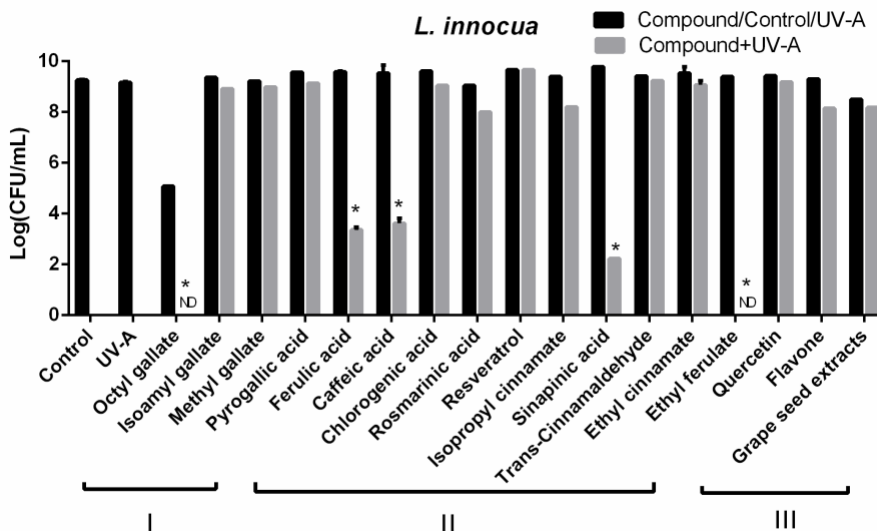 L. innocua
Compound/Control/UV-A
Compound+UV-A
Log(CFU/mL)
10
8
6
4
2
0
*
ND
*
*
*
*
ND
Control
UV-A
Octyl gallate
Isoamyl gallate
Methyl gallate
Pyrogallic acid
Ferulic acid
Caffeic acid
Chlorogenic acid
Rosmarinic acid
Resveratrol
Isopropyl cinnamate
Sinapinic acid
Trans-Cinnamaldehyde
Ethyl cinnamate
Ethyl ferulate
Quercetin
Flavone
Grape seed extracts
I
II
III